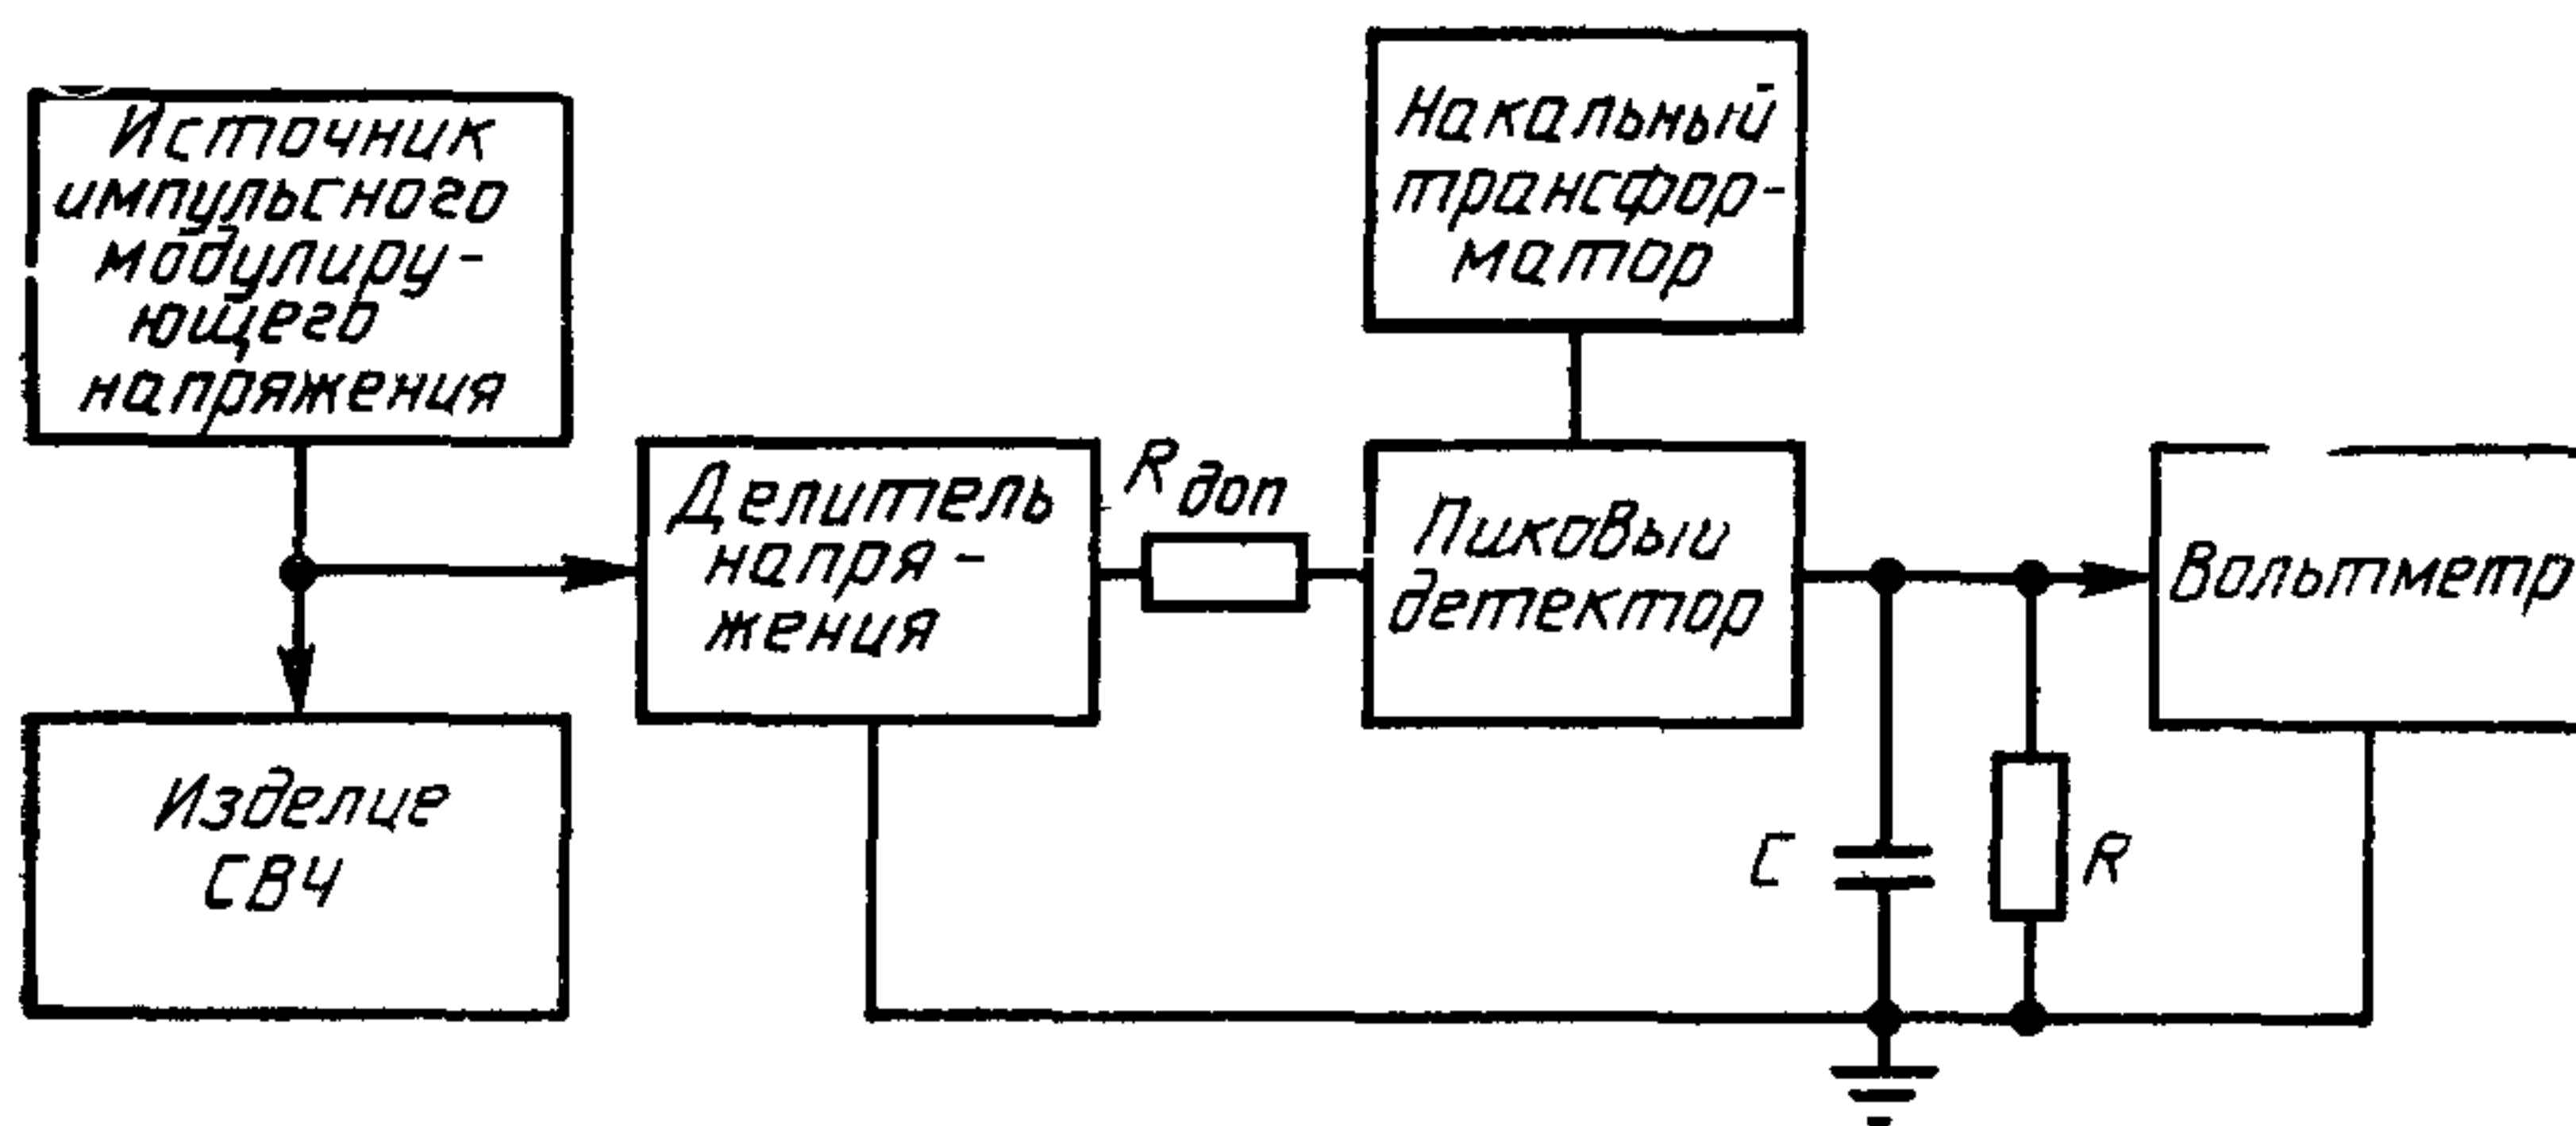 Источник
импульсного
модулиру-
ющего
напряжения
Накальный
трансфор-
матор
Делитель
напря-
жения
R доп
Пиковый
детектор
Вольтметр
Изделие
СВЧ
C
R